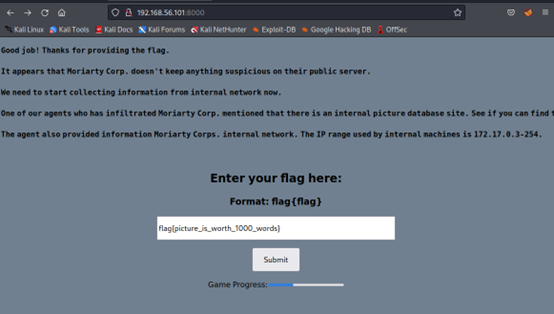 192.168.56.101:8000
Kali Linux Kali Tools Kali Docs Kali Forums Kali NetHunter Exploit-DB Google Hacking DB OffSec
Good job! Thanks for providing the flag.
It appears that Moriarty Corp. doesn't keep anything suspicious on their public server.
We need to start collecting information from internal network now.
One of our agents who has infiltrated Moriarty Corp. mentioned that there is an internal picture database site. See if you can find
The agent also provided information Moriarty Corps. internal network. The IP range used by internal machines is 172.17.0.3-254.
Enter your flag here:
Format: flag{flag}
flag{picture_is_worth_1000_words}
Submit
Game Progress: